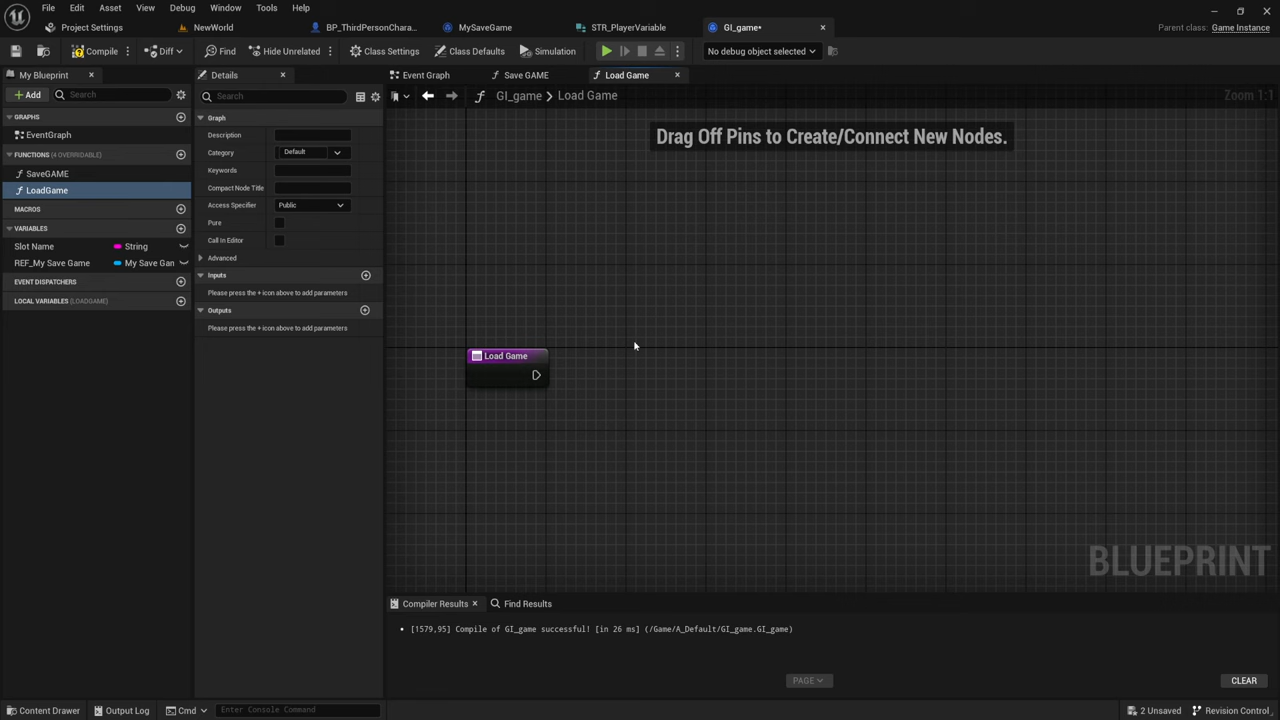 File Edit Asset View Debug Window Tools Help
Project Settings NewWorld BP_ThirdPersonChara... MySaveGame STR_PlayerVariable GI_game* Parent class: Game Instance
Compile Diff Find Hide Unrelated Class Settings Class Defaults Simulation No debug object selected
My Blueprint
Add Search
GRAPHS
EventGraph
FUNCTIONS (4 OVERRIDABLE)
SaveGAME
LoadGame
MACROS
VARIABLES
Slot Name String
REF_My Save Game My Save Gan
EVENT DISPATCHERS
LOCAL VARIABLES (LOADGAME)
Details
Search
Graph
Description
Category Default
Keywords
Compact Node Title
Access Specifier Public
Pure
Call In Editor
Advanced
Inputs
Please press the + icon above to add parameters
Outputs
Please press the + icon above to add parameters
Event Graph Save GAME Load Game
GI_game > Load Game Zoom 1:1
Drag Off Pins to Create/Connect New Nodes.
Load Game
BLUEPRINT
Compiler Results Find Results
[1579,95] Compile of GI_game successful! [in 26 ms] (/Game/A_Default/GI_game.GI_game)
PAGE CLEAR
Content Drawer Output Log Cmd Enter Console Command 2 Unsaved Revision Control